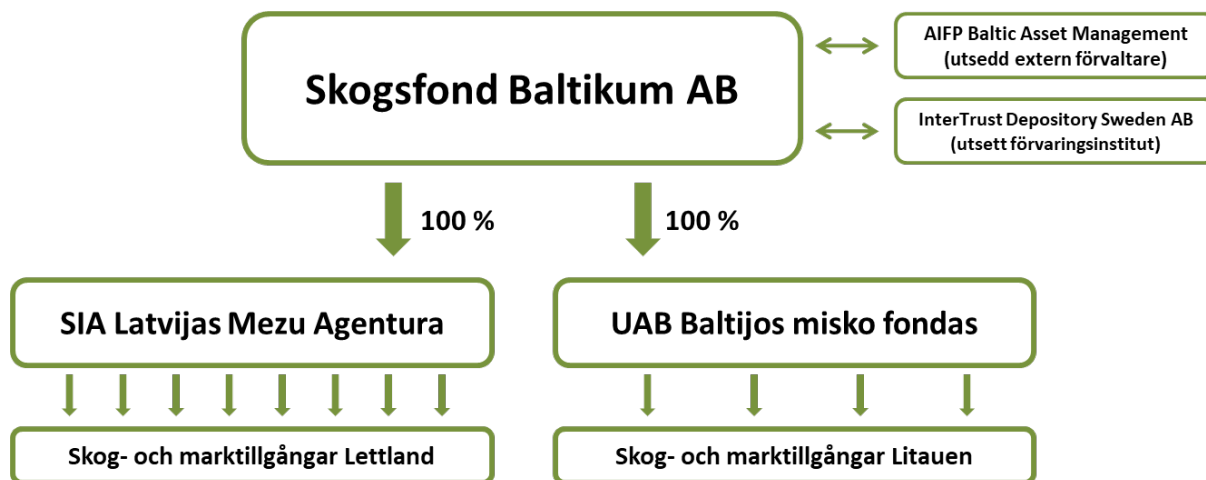 Skogsfond Baltikum AB
AIFP Baltic Asset Management
(utsedd extern förvaltare)
InterTrust Depository Sweden AB
(utsett förvaringsinstitut)
100 %
100 %
SIA Latvijas Mezu Agentura
UAB Baltijos misko fondas
Skog- och marktillgångar Lettland
Skog- och marktillgångar Litauen